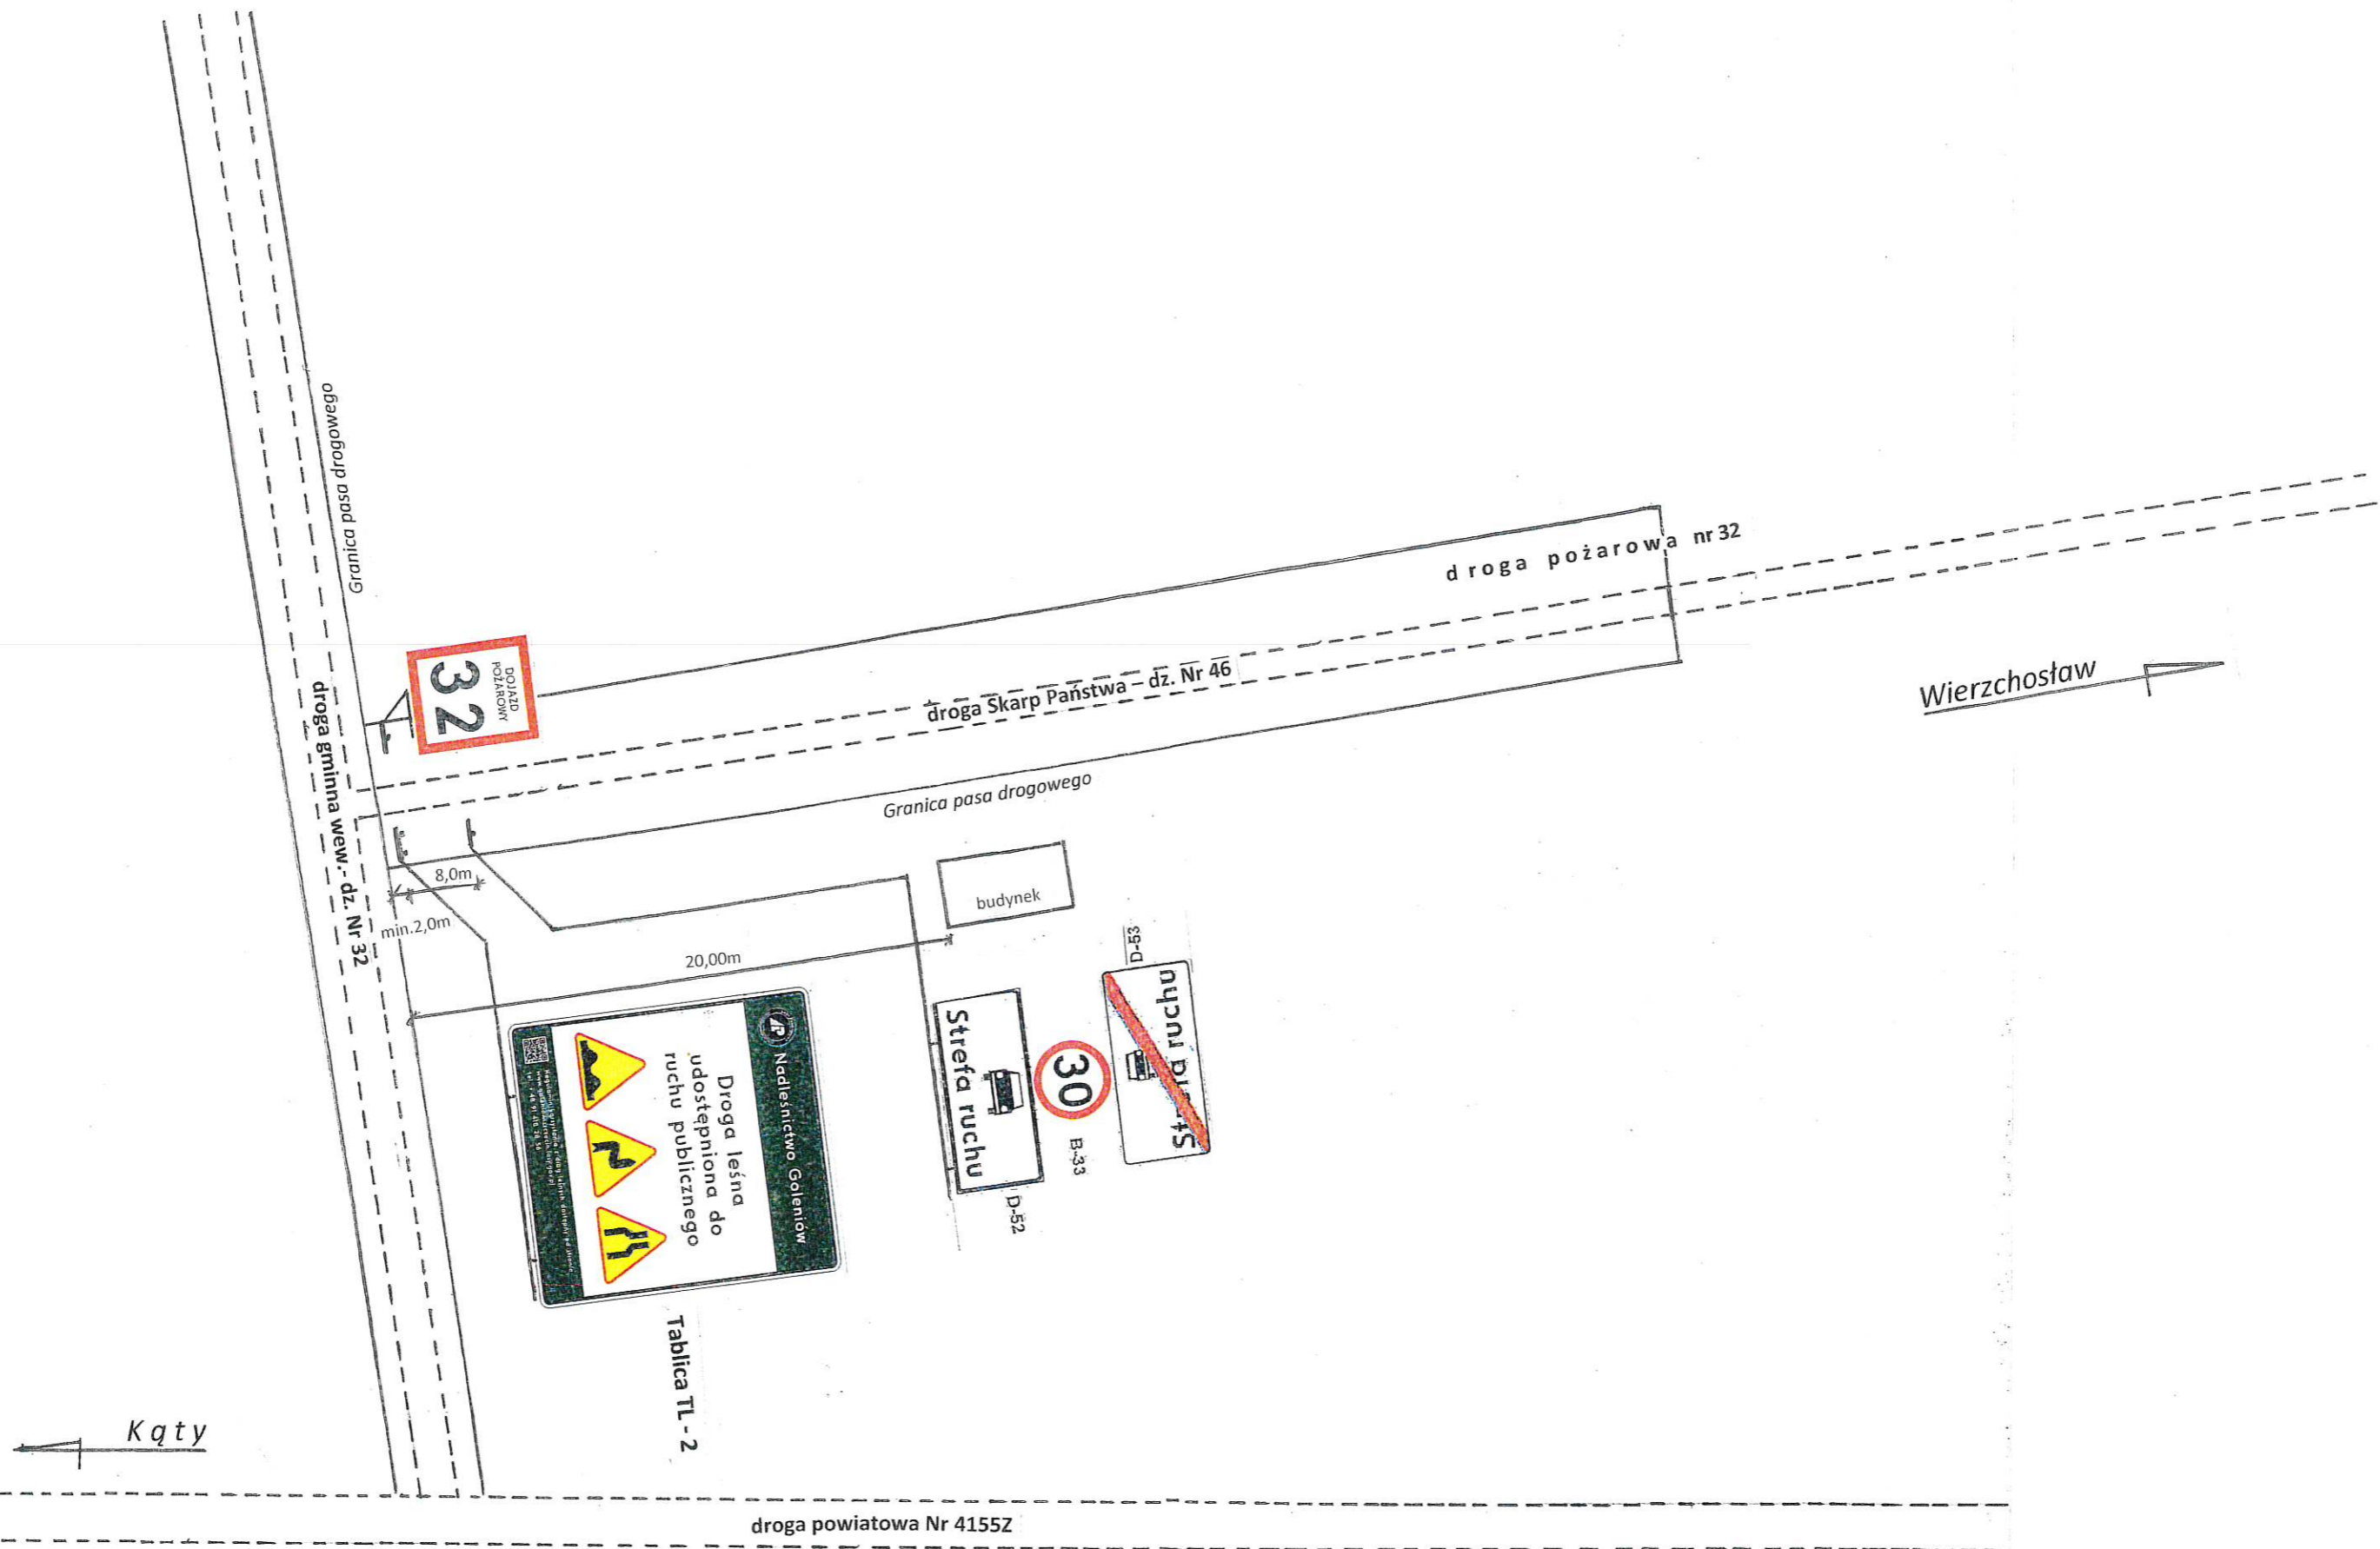 Granica pasa drogowego
droga pożarowa nr 32
DOJAZD
POŻAROWY
32
droga Skarp Państwa – dz. Nr 46
Wierzchosław
droga gminna wew.- dz. Nr 32
Granica pasa drogowego
8,0m
min.2,0m
budynek
20,00m
Nadleśnictwo Goleniów
Droga leśna
udostępniona do
ruchu publicznego
Tablica TL - 2
Strefa ruchu
D-52
30
B-33
Strefa ruchu
D-53
Kąty
droga powiatowa Nr 4155Z